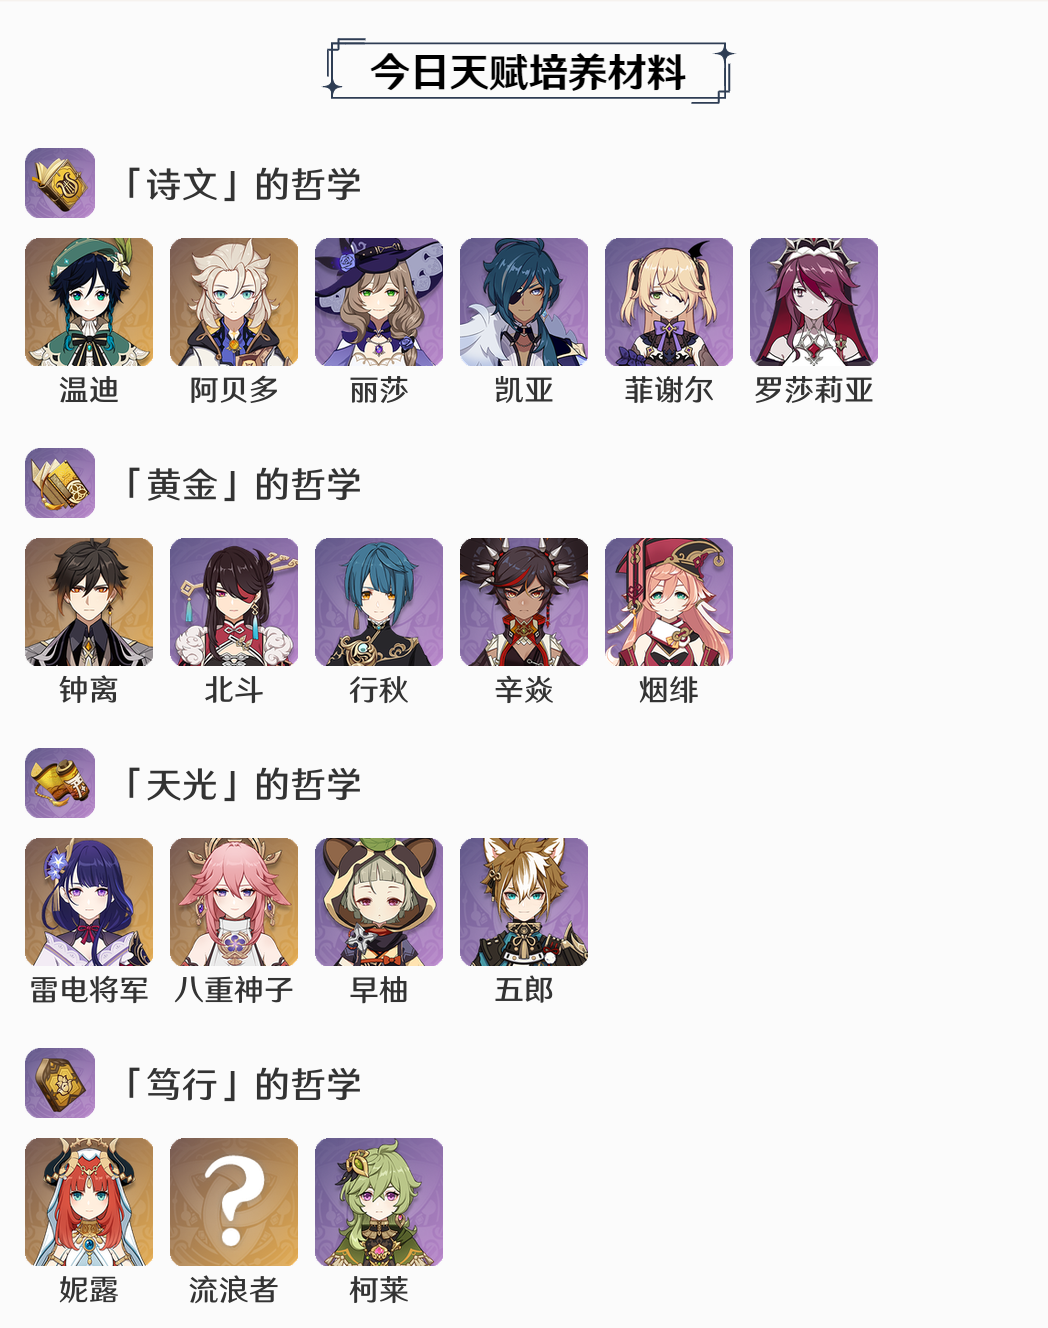 今日天赋培养材料
「诗文」的哲学
温迪 阿贝多 丽莎 凯亚 菲谢尔 罗莎莉亚
「黄金」的哲学
钟离 北斗 行秋 辛焱 烟绯
「天光」的哲学
雷电将军 八重神子 早柚 五郎
「笃行」的哲学
?
妮露 流浪者 柯莱